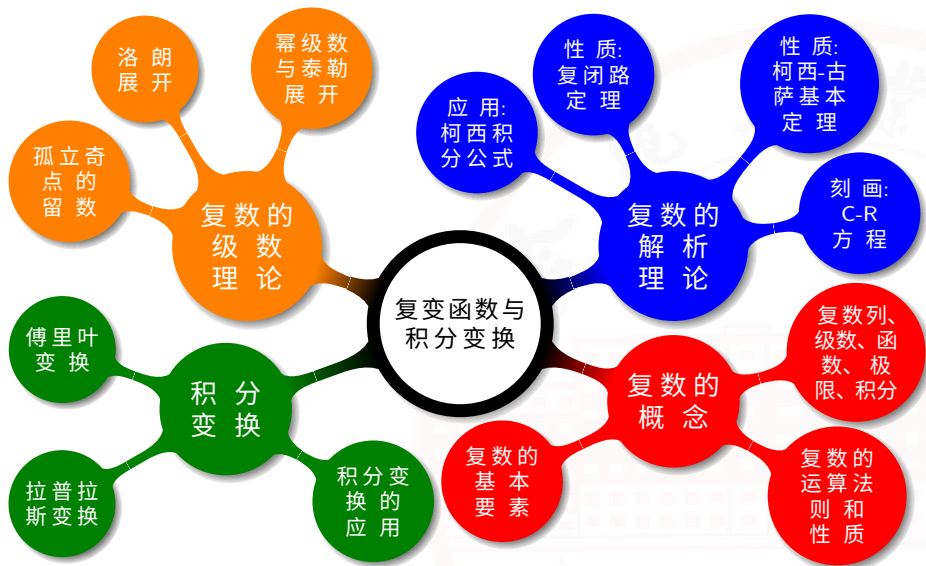 洛朗
展开
幂级数
与泰勒
展开
孤立奇
点的
留数
复数的
级数
理论
应用:
柯西积
分公式
性质:
复闭路
定理
性质:
柯西-古
萨基本
定理
刻画:
C-R
方程
复数的
解析
理论
复变函数与
积分变换
傅里叶
变换
积分
变换
拉普拉
斯变换
积分变
换的
应用
复数的
概念
复数列、
级数、函
数、极
限、积分
复数的
基本
要素
复数的
运算法
则和
性质